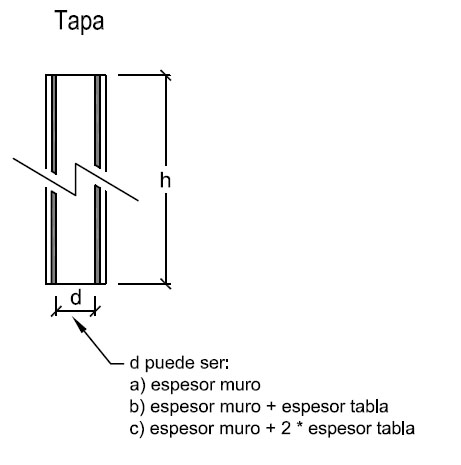 Tapa
h
d
d puede ser:
a) espesor muro
b) espesor muro + espesor tabla
c) espesor muro + 2 * espesor tabla